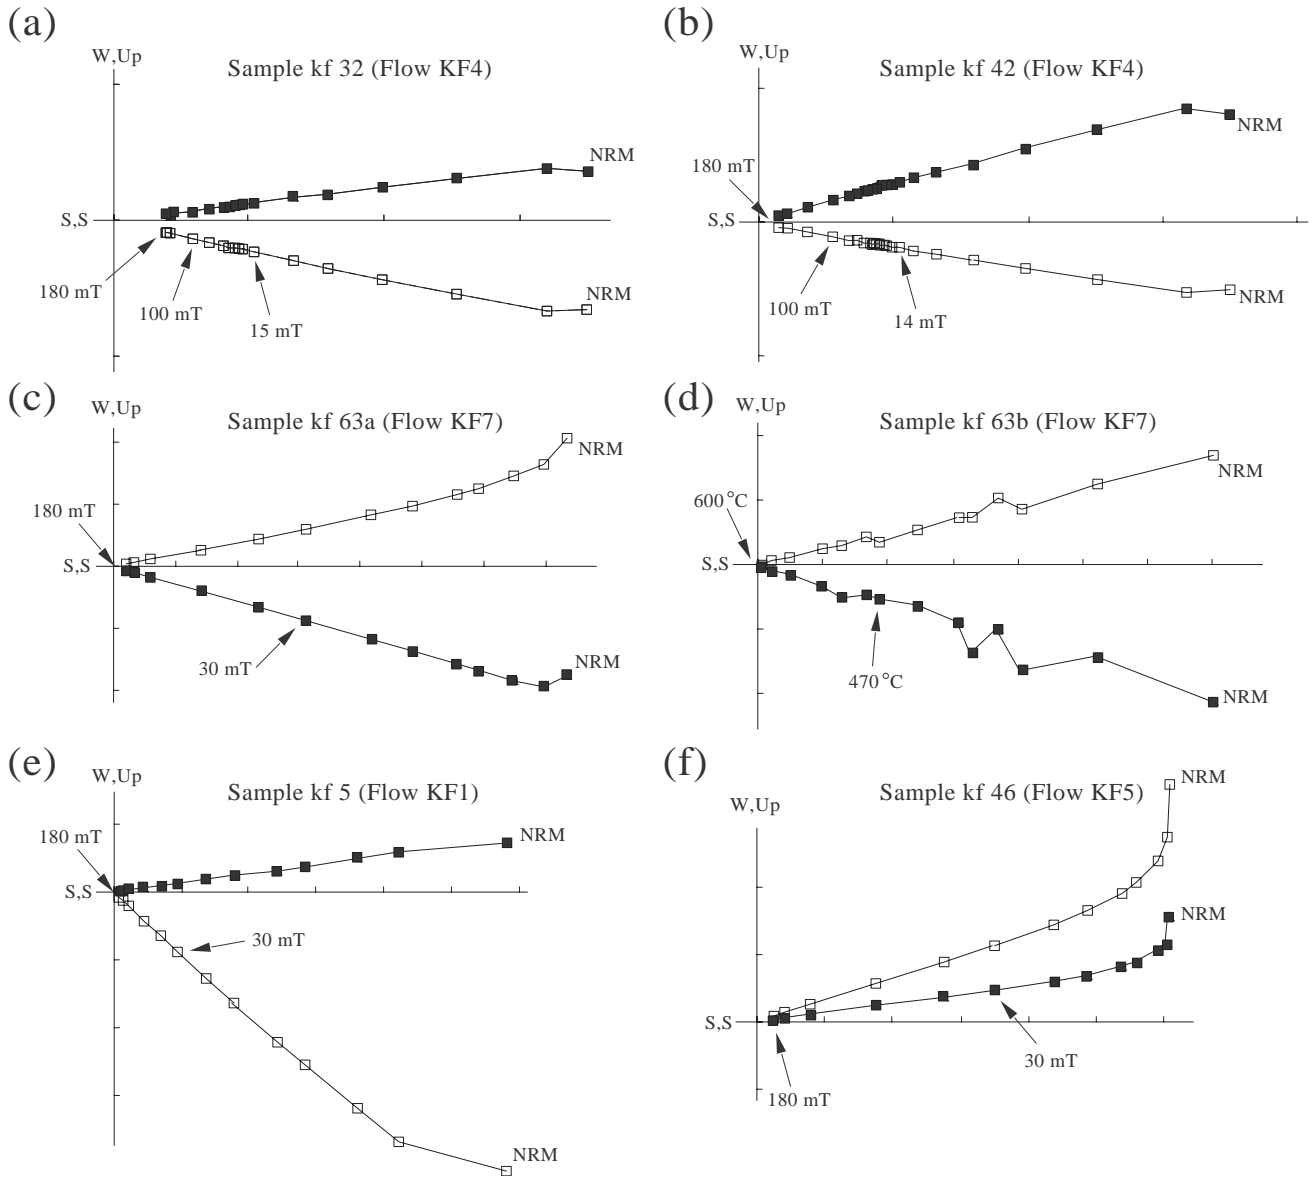 (a)
W,Up
Sample kf 32 (Flow KF4)
NRM
S,S
180 mT
100 mT
15 mT
NRM
(b)
W,Up
Sample kf 42 (Flow KF4)
NRM
180 mT
S,S
100 mT
14 mT
NRM
(c)
W,Up
Sample kf 63a (Flow KF7)
NRM
180 mT
S,S
30 mT
NRM
(d)
W,Up
Sample kf 63b (Flow KF7)
NRM
600°C
S,S
470°C
NRM
(e)
W,Up
Sample kf 5 (Flow KF1)
180 mT
NRM
S,S
30 mT
NRM
(f)
W,Up
Sample kf 46 (Flow KF5)
NRM
NRM
S,S
30 mT
180 mT